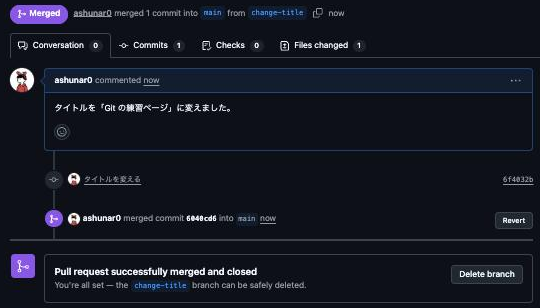 Merged ashunar0 merged 1 commit into main from change-title now
Conversation 0 Commits 1 Checks 0 Files changed 1
ashunar0 commented now
タイトルを「Git の練習ページ」に変えました。
タイトルを変える 6f4032b
ashunar0 merged commit 6040cd6 into main now
Revert
Pull request successfully merged and closed
You're all set — the change-title branch can be safely deleted.
Delete branch